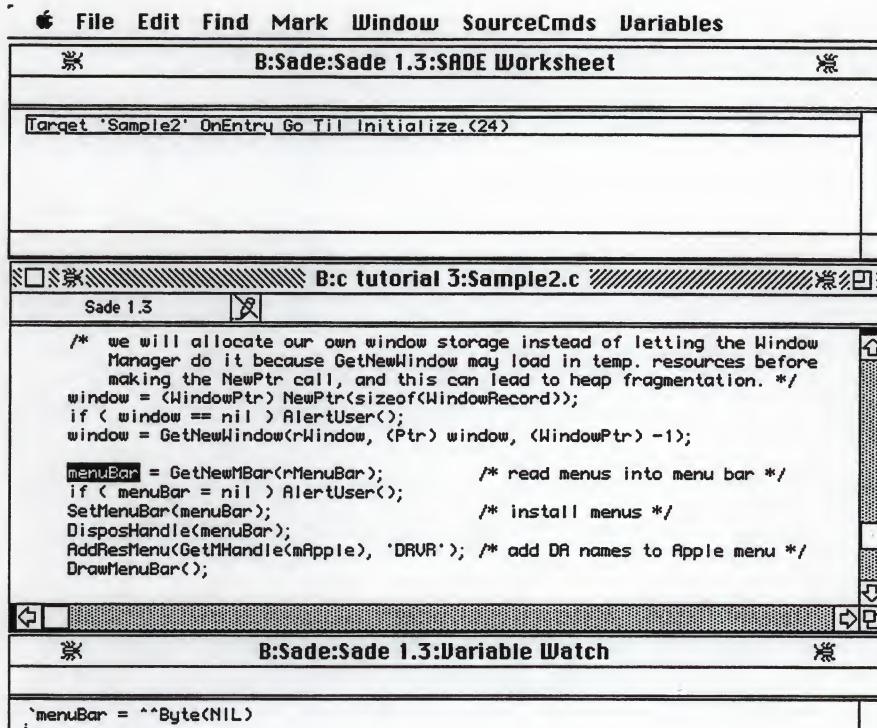 File Edit Find Mark Window SourceCmds Variables
B:Sade:Sade 1.3:SADE Worksheet
Target 'Sample2' OnEntry Go Til Initialize.(24)
B:c tutorial 3:Sample2.c
Sade 1.3
/* we will allocate our own window storage instead of letting the Window
Manager do it because GetNewWindow may load in temp. resources before
making the NewPtr call, and this can lead to heap fragmentation. */
window = (WindowPtr) NewPtr(sizeof(WindowRecord));
if ( window == nil ) AlertUser();
window = GetNewWindow(rWindow, (Ptr) window, (WindowPtr) -1);
menuBar = GetNewMBar(rMenuBar); /* read menus into menu bar */
if ( menuBar = nil ) AlertUser();
SetMenuBar(menuBar); /* install menus */
DisposHandle(menuBar);
AddResMenu(GetMHandle(mApple), 'DRVR'); /* add DA names to Apple menu */
DrawMenuBar();
B:Sade:Sade 1.3:Variable Watch
`menuBar = ^^Byte(NIL)